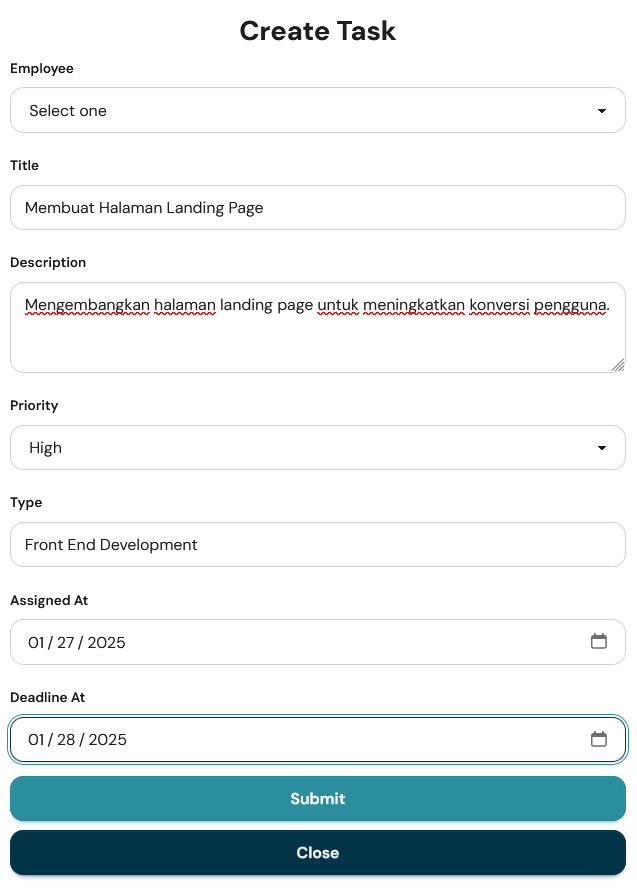 Create Task
Employee
Select one
Title
Membuat Halaman Landing Page
Description
Mengembangkan halaman landing page untuk meningkatkan konversi pengguna.
Priority
High
Type
Front End Development
Assigned At
01 / 27 / 2025
Deadline At
01 / 28 / 2025
Submit
Close